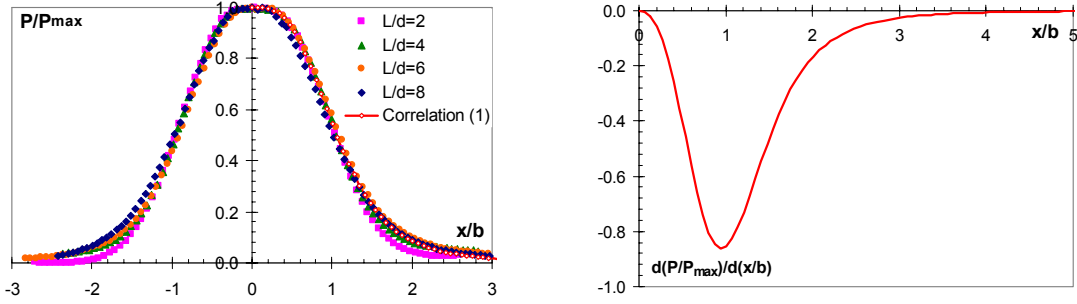 P/Pmax
1.0
0.8
0.6
0.4
0.2
0.0
-3
-2
-1
0
1
2
3
x/b
L/d=2
L/d=4
L/d=6
L/d=8
Correlation (1)
0.0
-0.2
-0.4
-0.6
-0.8
-1.0
0
1
2
3
4
5
x/b
d(P/Pmax)/d(x/b)